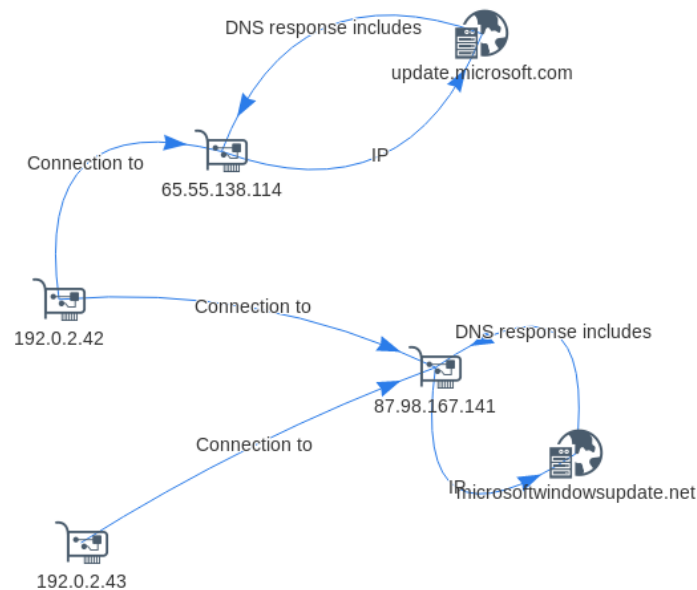 DNS response includes
update.microsoft.com
Connection to
IP
65.55.138.114
Connection to
192.0.2.42
DNS response includes
87.98.167.141
Connection to
IP
microsoftwindowsupdate.net
192.0.2.43